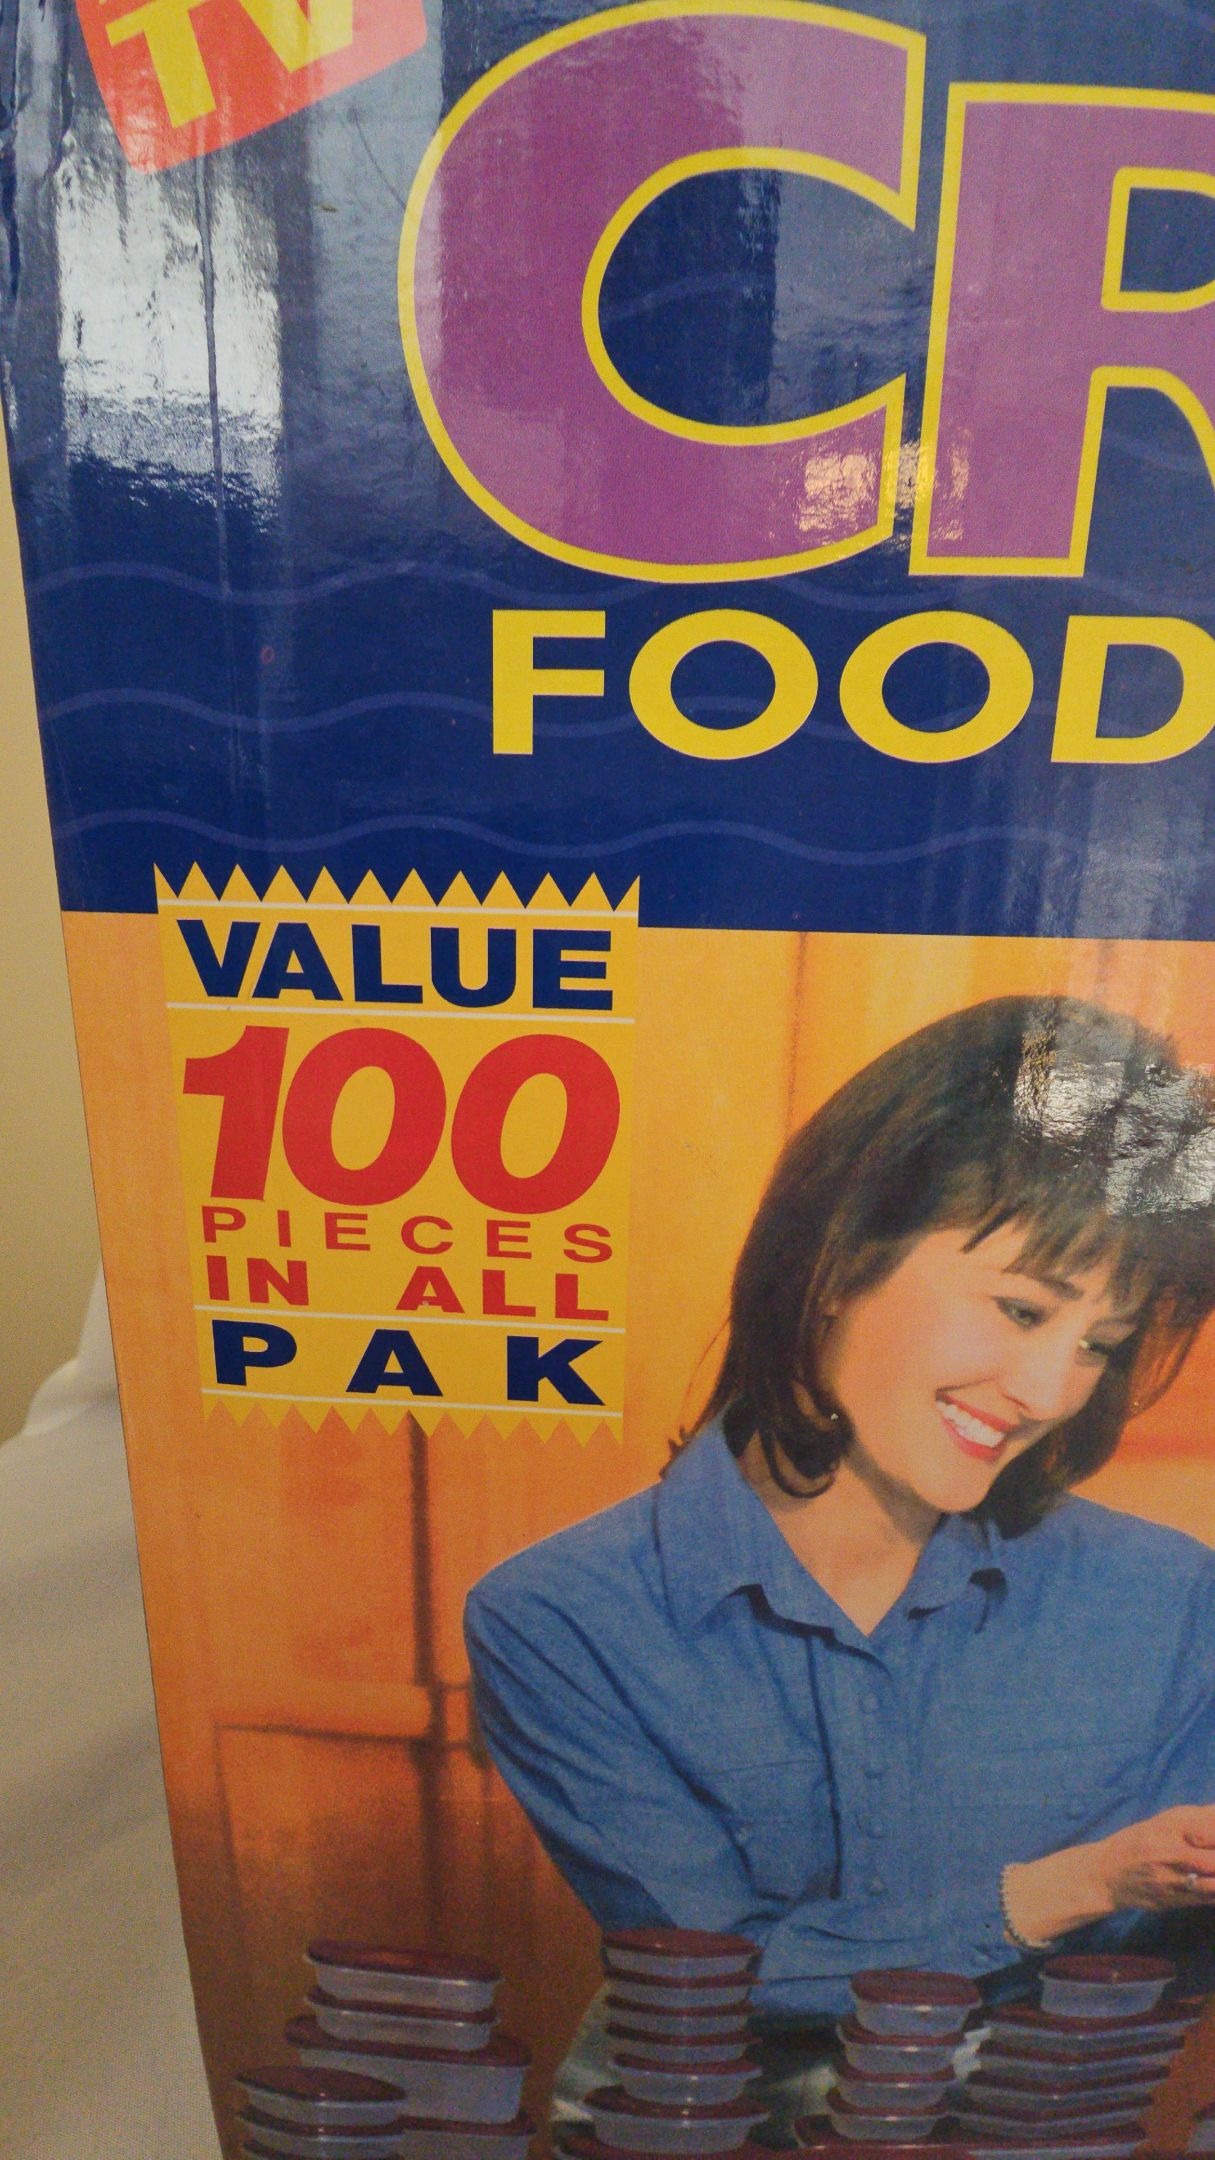 TV
CR
FOOD
VALUE
100
PIECES
IN ALL
PAK